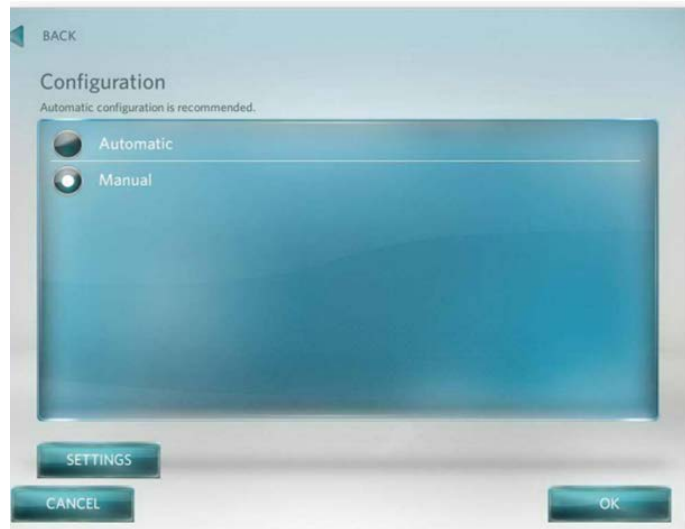 BACK
Configuration
Automatic configuration is recommended.
Automatic
Manual
SETTINGS
CANCEL
OK